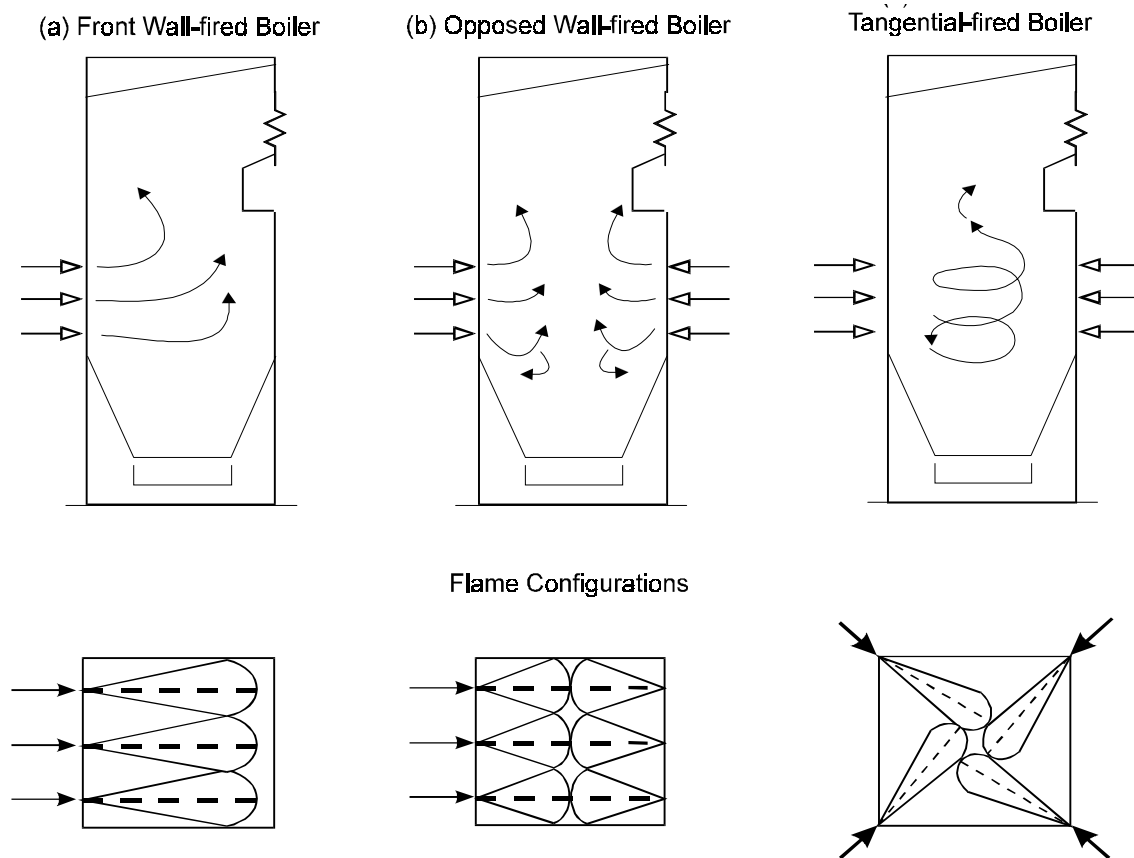 (a) Front Wall-fired Boiler
(b) Opposed Wall-fired Boiler
Tangential-fired Boiler
Flame Configurations